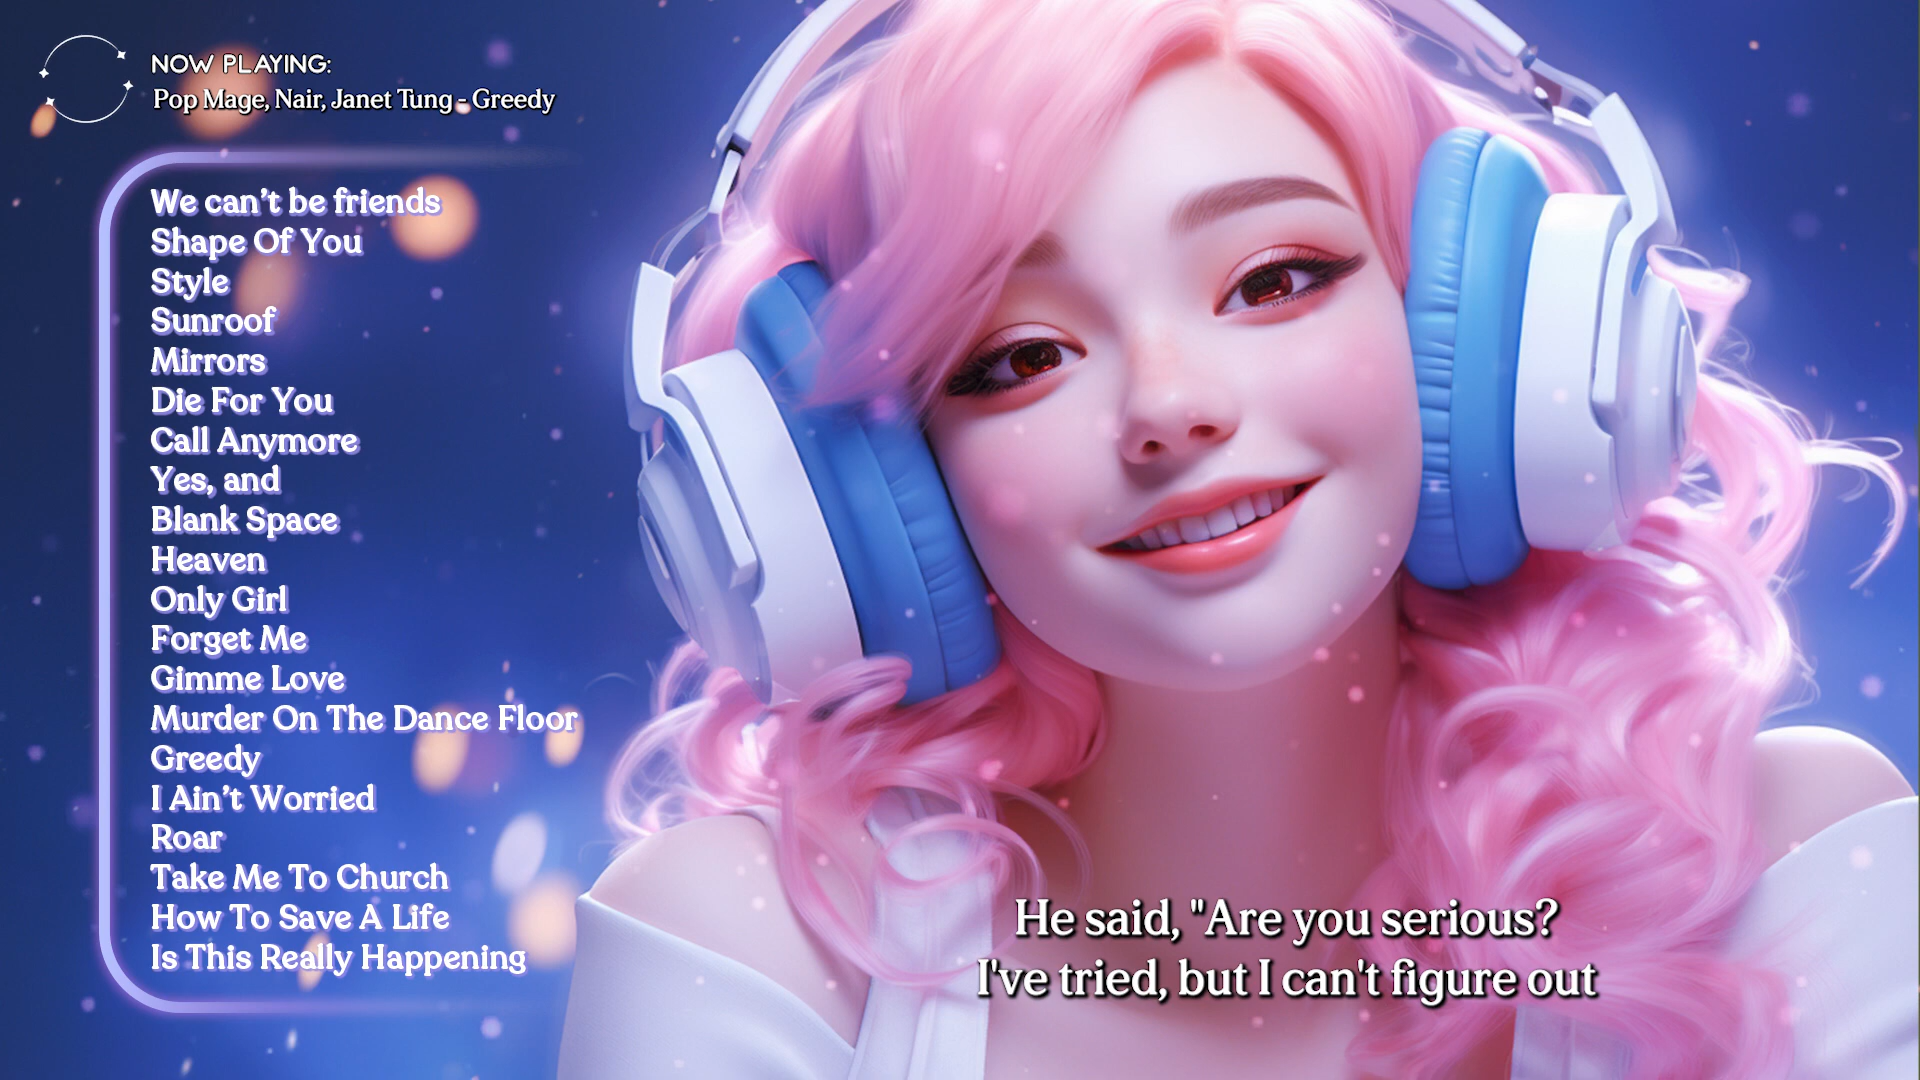 NOW PLAYING:
Pop Mage, Nair, Janet Tung - Greedy
We can't be friends
Shape Of You
Style
Sunroof
Mirrors
Die For You
Call Anymore
Yes, and
Blank Space
Heaven
Only Girl
Forget Me
Gimme Love
Murder On The Dance Floor
Greedy
I Ain't Worried
Roar
Take Me To Church
How To Save A Life
Is This Really Happening
He said, "Are you serious?
I've tried, but I can't figure out